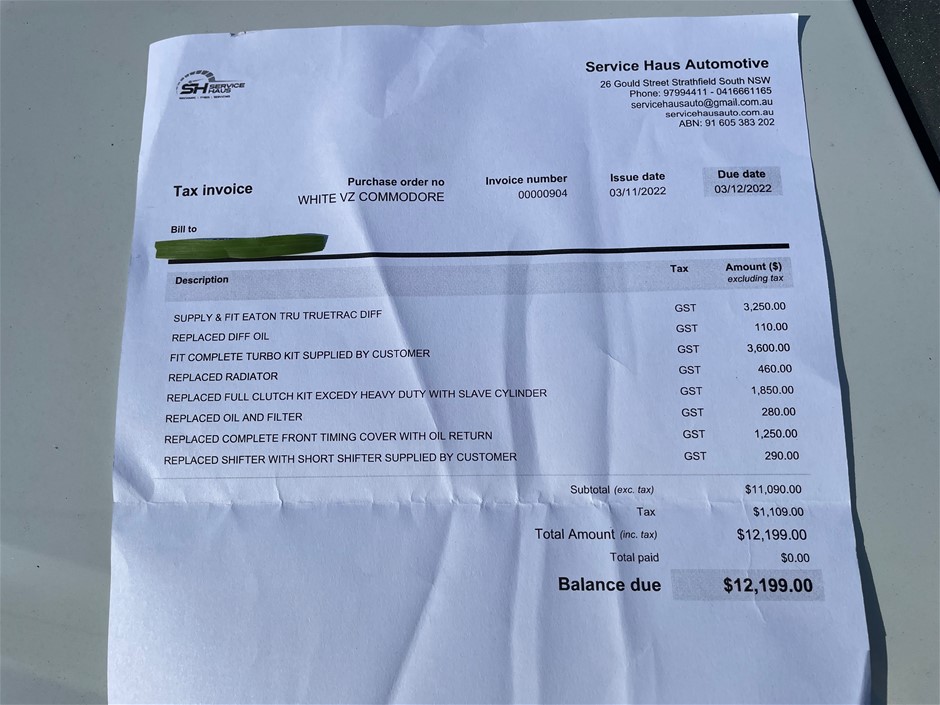 SH SERVICE HAUS
Service Haus Automotive
26 Gould Street Strathfield South NSW
Phone: 97994411 - 0416661165
servicehausauto@gmail.com.au
servicehausauto.com.au
ABN: 91 605 383 202
Tax invoice
Purchase order no
WHITE VZ COMMODORE
Invoice number
00000904
Issue date
03/11/2022
Due date
03/12/2022
Bill to
Description Tax Amount ($)
excluding tax
SUPPLY & FIT EATON TRU TRUETRAC DIFF GST 3,250.00
REPLACED DIFF OIL GST 110.00
FIT COMPLETE TURBO KIT SUPPLIED BY CUSTOMER GST 3,600.00
REPLACED RADIATOR GST 460.00
REPLACED FULL CLUTCH KIT EXCEDY HEAVY DUTY WITH SLAVE CYLINDER GST 1,850.00
REPLACED OIL AND FILTER GST 280.00
REPLACED COMPLETE FRONT TIMING COVER WITH OIL RETURN GST 1,250.00
REPLACED SHIFTER WITH SHORT SHIFTER SUPPLIED BY CUSTOMER GST 290.00
Subtotal (exc. tax) $11,090.00
Tax $1,109.00
Total Amount (inc. tax) $12,199.00
Total paid $0.00
Balance due $12,199.00